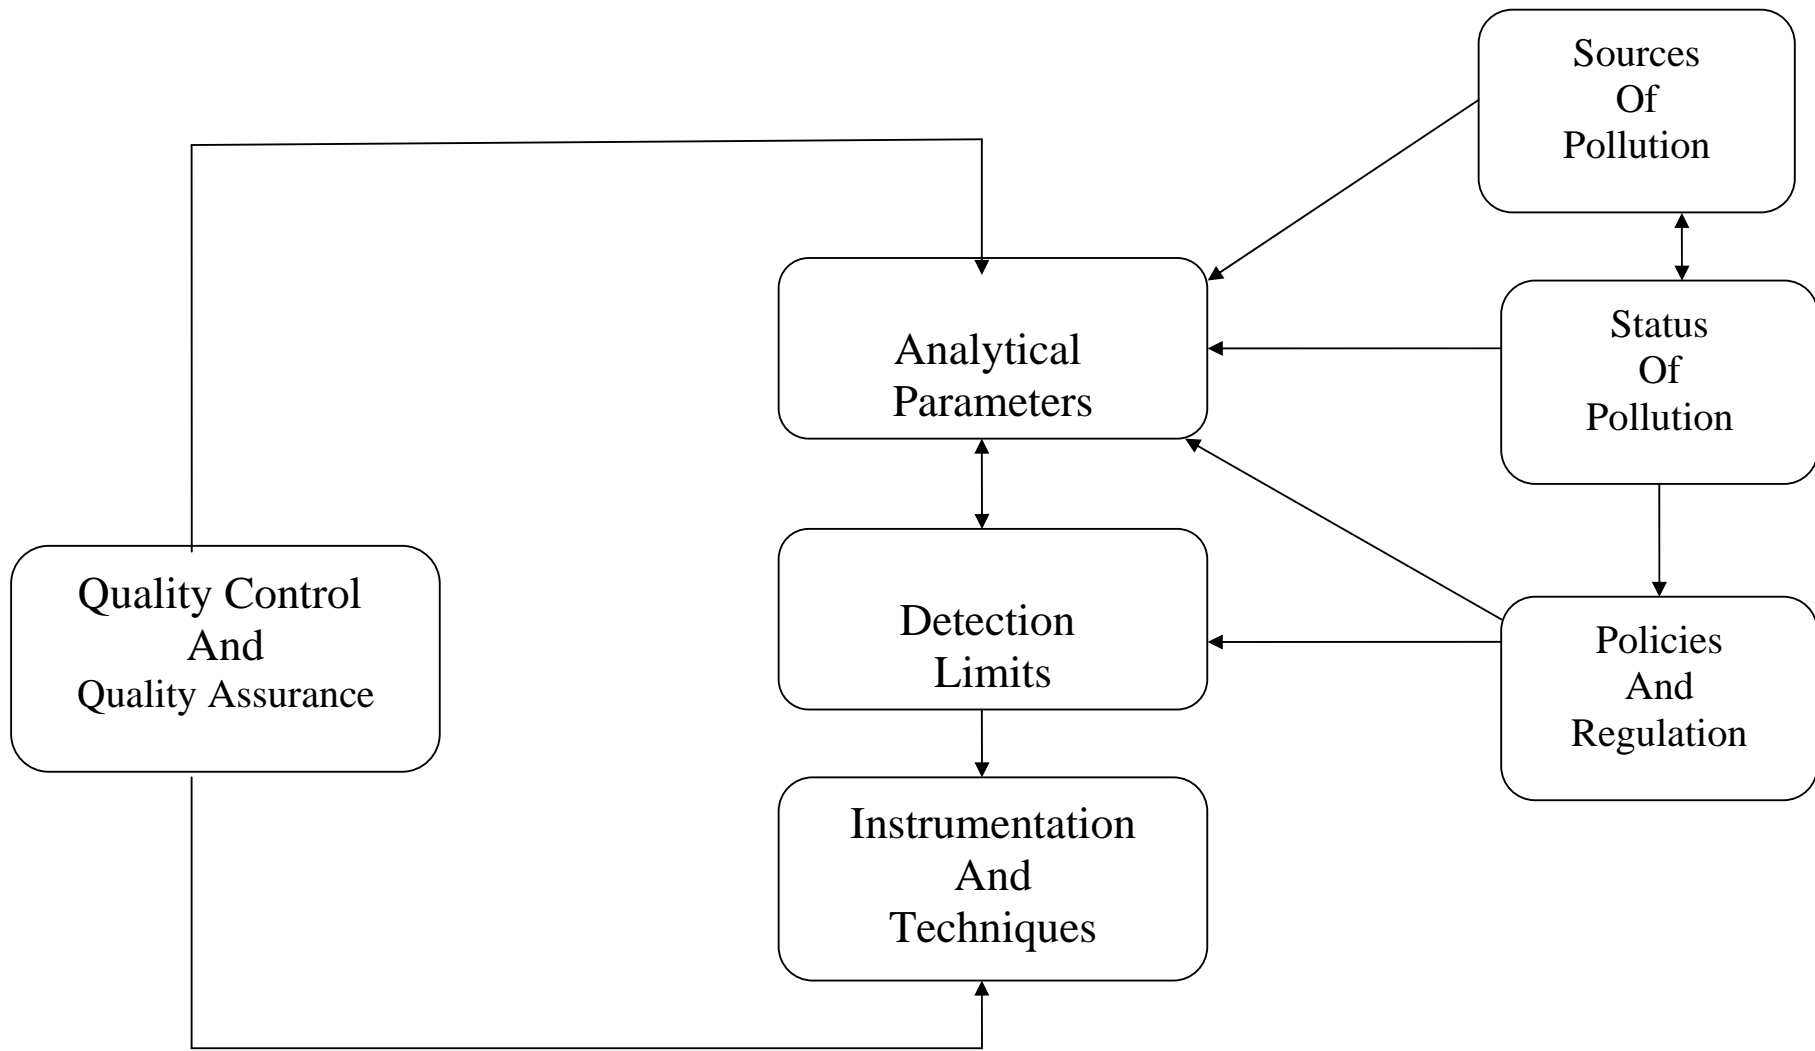 Sources
Of
Pollution
Status
Of
Pollution
Analytical
Parameters
Quality Control
And
Quality Assurance
Detection
Limits
Policies
And
Regulation
Instrumentation
And
Techniques